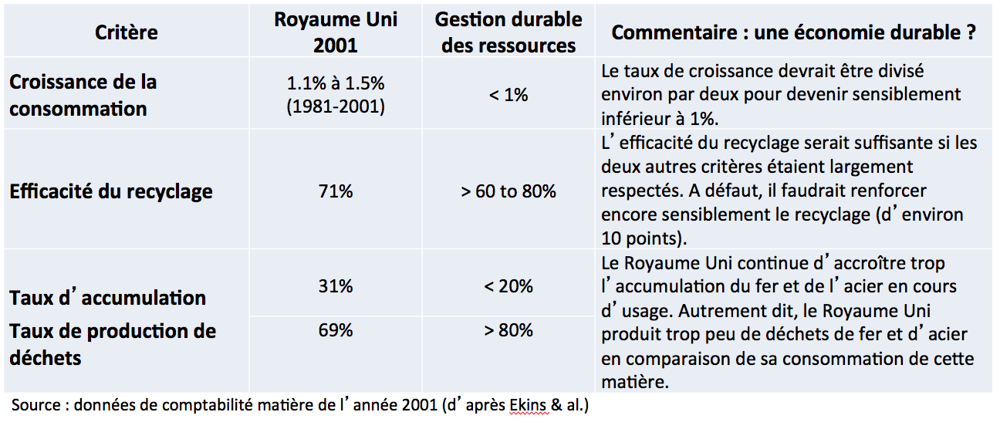 Critère
Royaume Uni
2001
Gestion durable
des ressources
Commentaire : une économie durable ?
Croissance de la
consommation
1.1% à 1.5%
(1981-2001)
< 1%
Le taux de croissance devrait être divisé
environ par deux pour devenir sensiblement
inférieur à 1%.
Efficacité du recyclage
71%
> 60 to 80%
L’ efficacité du recyclage serait suffisante si les
deux autres critères étaient largement
respectés. A défaut, il faudrait renforcer
encore sensiblement le recyclage (d’ environ
10 points).
Taux d’ accumulation
31%
< 20%
Taux de production de
déchets
69%
> 80%
Le Royaume Uni continue d’ accroître trop
l’ accumulation du fer et de l’ acier en cours
d’ usage. Autrement dit, le Royaume Uni
produit trop peu de déchets de fer et d’ acier
en comparaison de sa consommation de cette
matière.
Source : données de comptabilité matière de l’ année 2001 (d’ après Ekins & al.)